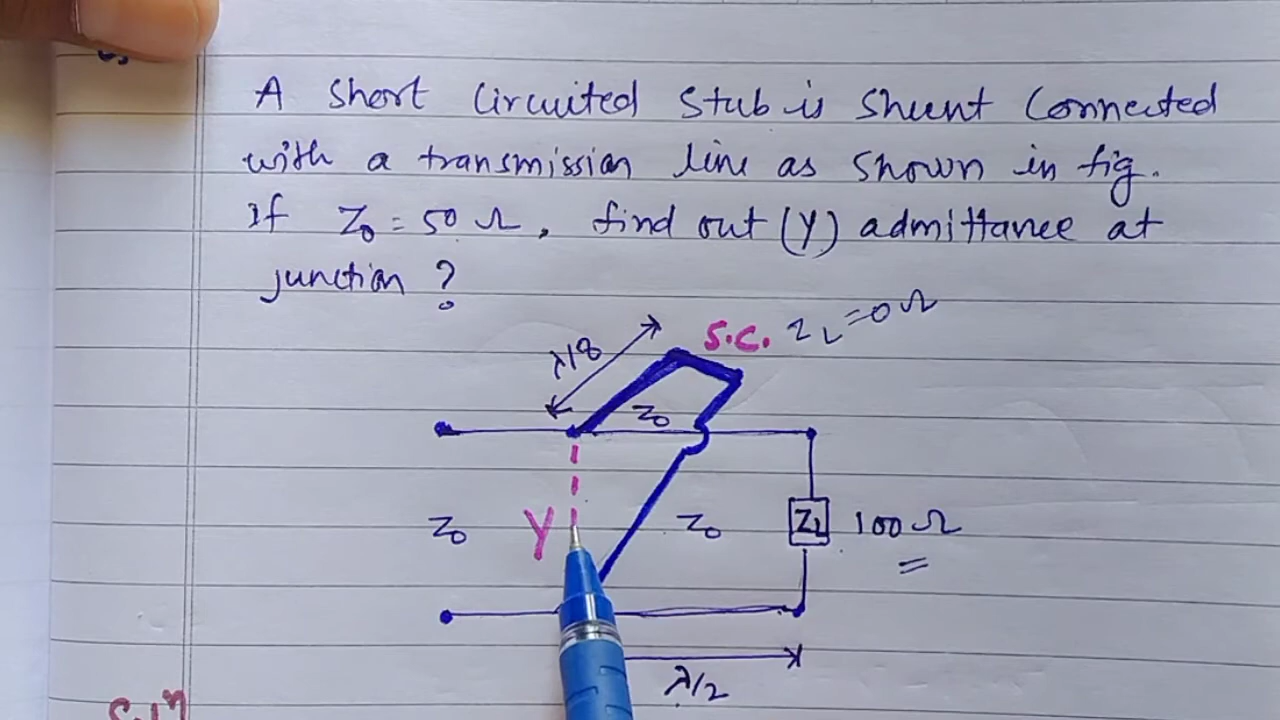 A short Circuited Stub is Shunt Connected
with a transmission line as shown in fig.
If Z₀ = 50 Ω, find out (Y) admittance at
junction ?
λ/8
S.C. Z L = 0 Ω
Z₀
Z₀
Y
Z₀
ZL
100 Ω
λ/2
Solⁿ